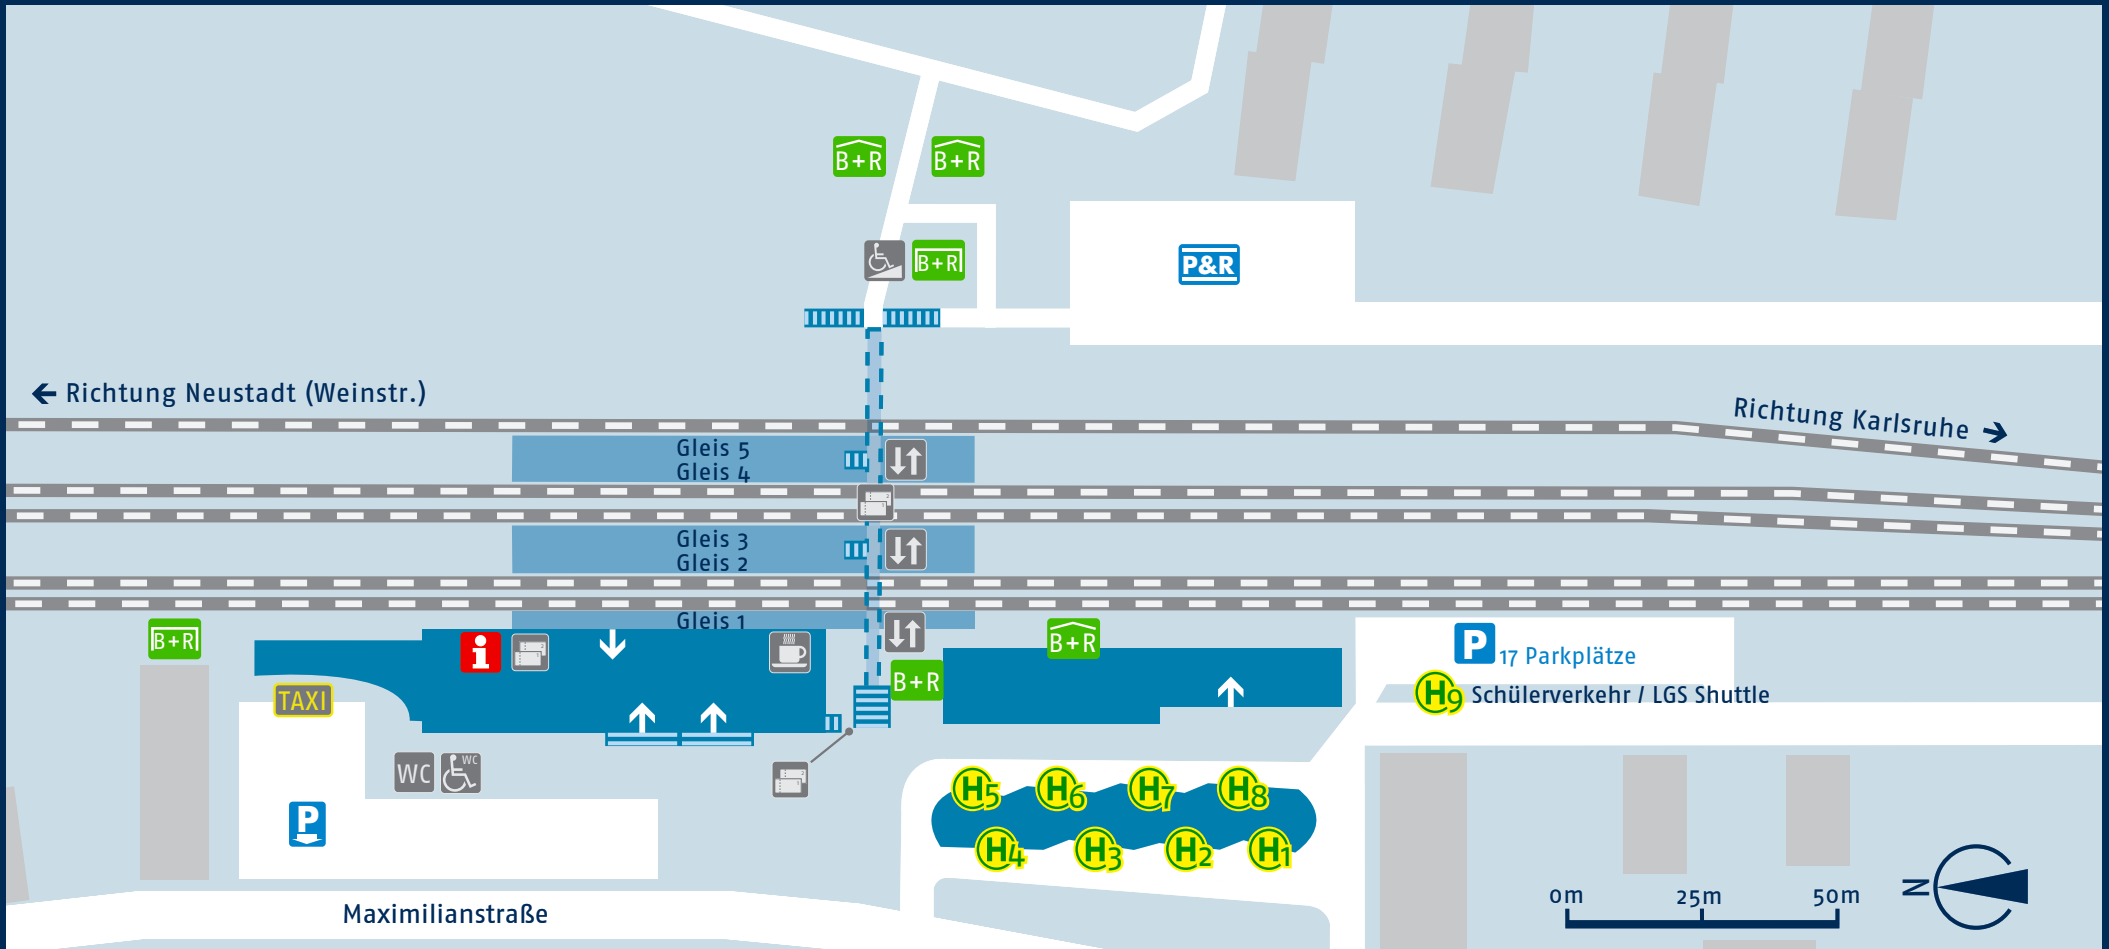 B+R
B+R
B+R
P&R
Richtung Neustadt (Weinstr.)
Richtung Karlsruhe
Gleis 5
Gleis 4
Gleis 3
Gleis 2
Gleis 1
B+R
i
B+R
B+R
P
17 Parkplätze
TAXI
H9 Schülerverkehr / LGS Shuttle
WC
WC
H5
H6
H7
H8
P
H4
H3
H2
H1
Maximilianstraße
0m
25m
50m
N